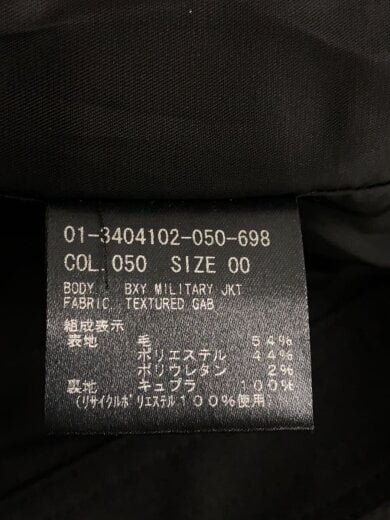 01-3404102-050-698
COL.050 SIZE 00
BODY BXY MILITARY JKT
FABRIC TEXTURED GAB
組成表示
表地 毛 54%
ポリエステル 44%
ポリウレタン 2%
裏地 キュプラ 100%
(リサイクルポリエステル100%使用)